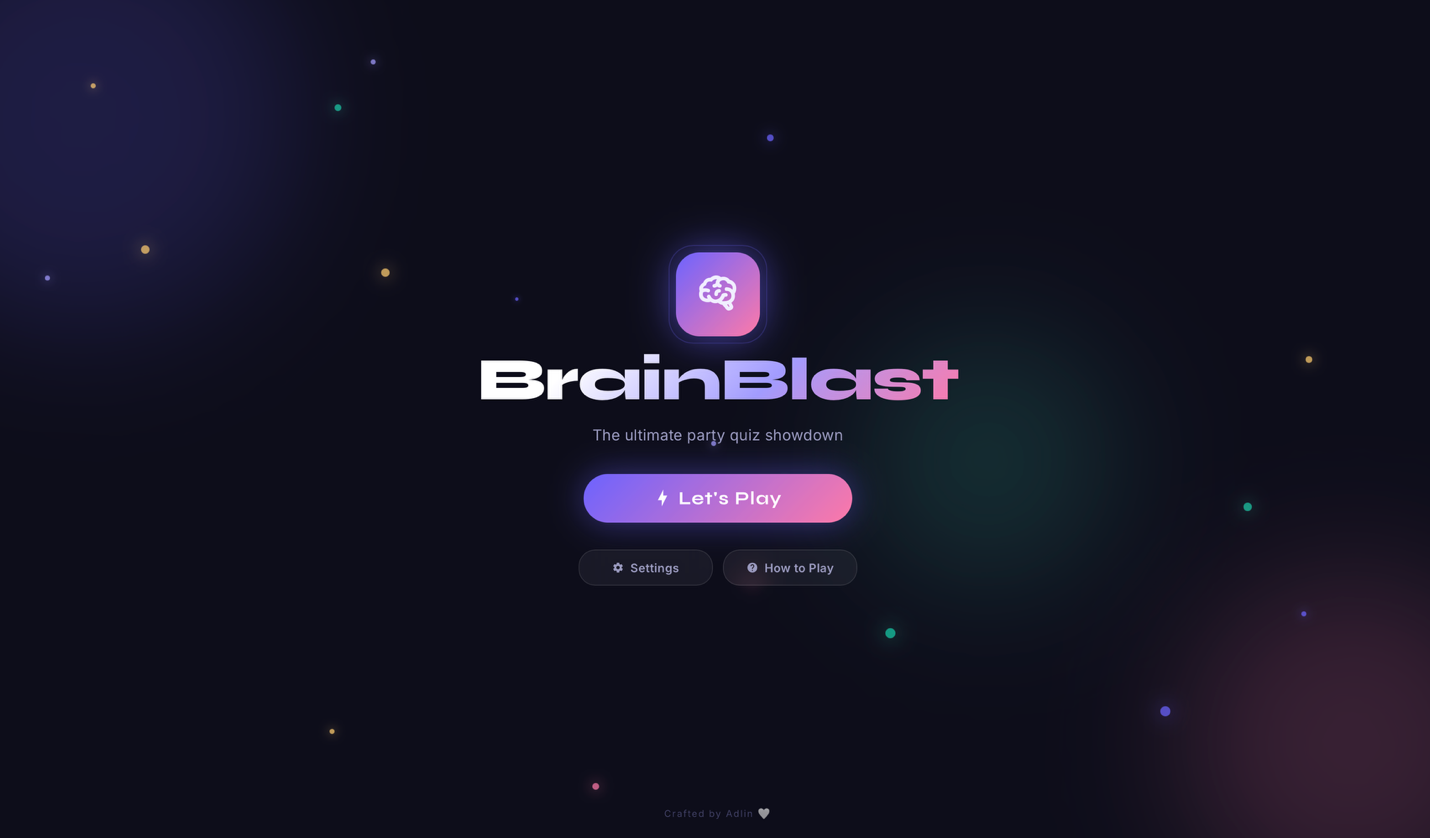 BrainBlast
The ultimate party quiz showdown
Let's Play
Settings
How to Play
Crafted by Adlin 🩶